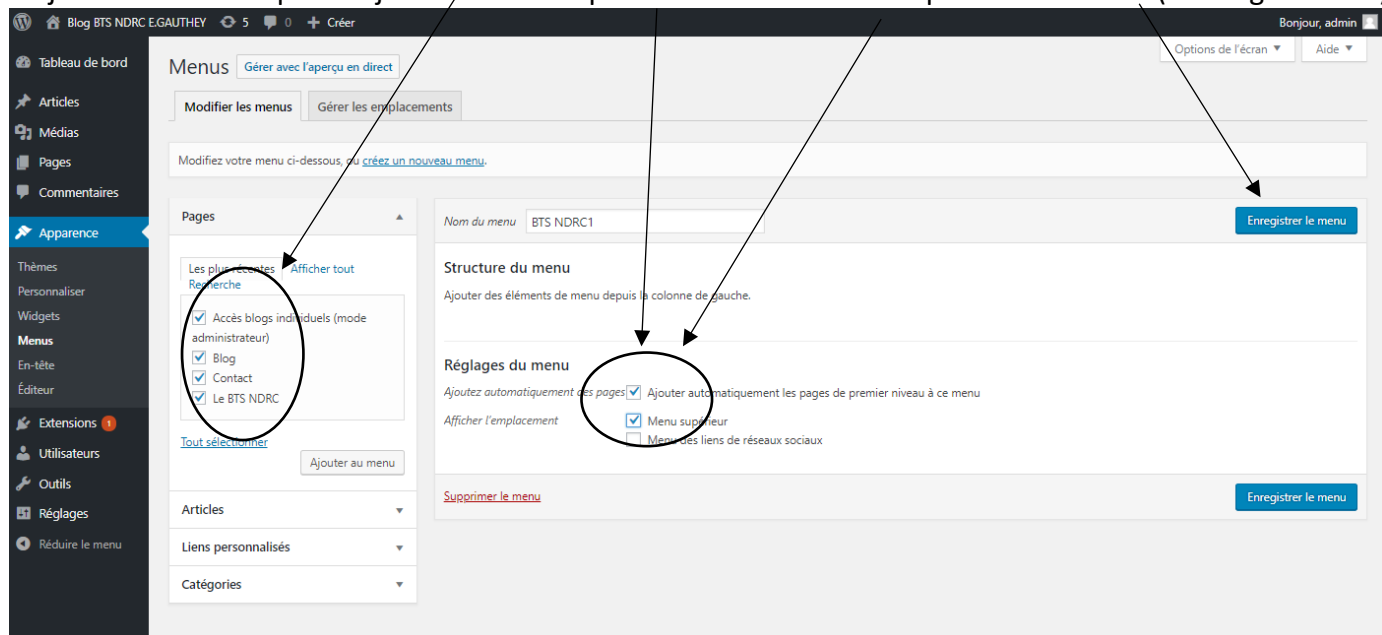 Blog BTS NDRC E.GAUTHEY 5 0 + Créer Bonjour, admin
Options de l'écran ▼ Aide ▼
Tableau de bord
Articles
Médias
Pages
Commentaires
Apparence
Thèmes
Personnaliser
Widgets
Menus
En-tête
Éditeur
Extensions 1
Utilisateurs
Outils
Réglages
Réduire le menu
Menus Gérer avec l'aperçu en direct
Modifier les menus Gérer les emplacements
Modifiez votre menu ci-dessous, ou créez un nouveau menu.
Pages
Les plus récentes Afficher tout
Recherche
Accès blogs individuels (mode
administrateur)
Blog
Contact
Le BTS NDRC
Tout sélectionner
Ajouter au menu
Articles
Liens personnalisés
Catégories
Nom du menu BTS NDRC1 Enregistrer le menu
Structure du menu
Ajouter des éléments de menu depuis la colonne de gauche.
Réglages du menu
Ajoutez automatiquement des pages Ajouter automatiquement les pages de premier niveau à ce menu
Afficher l'emplacement Menu supérieur
Menu des liens de réseaux sociaux
Supprimer le menu Enregistrer le menu